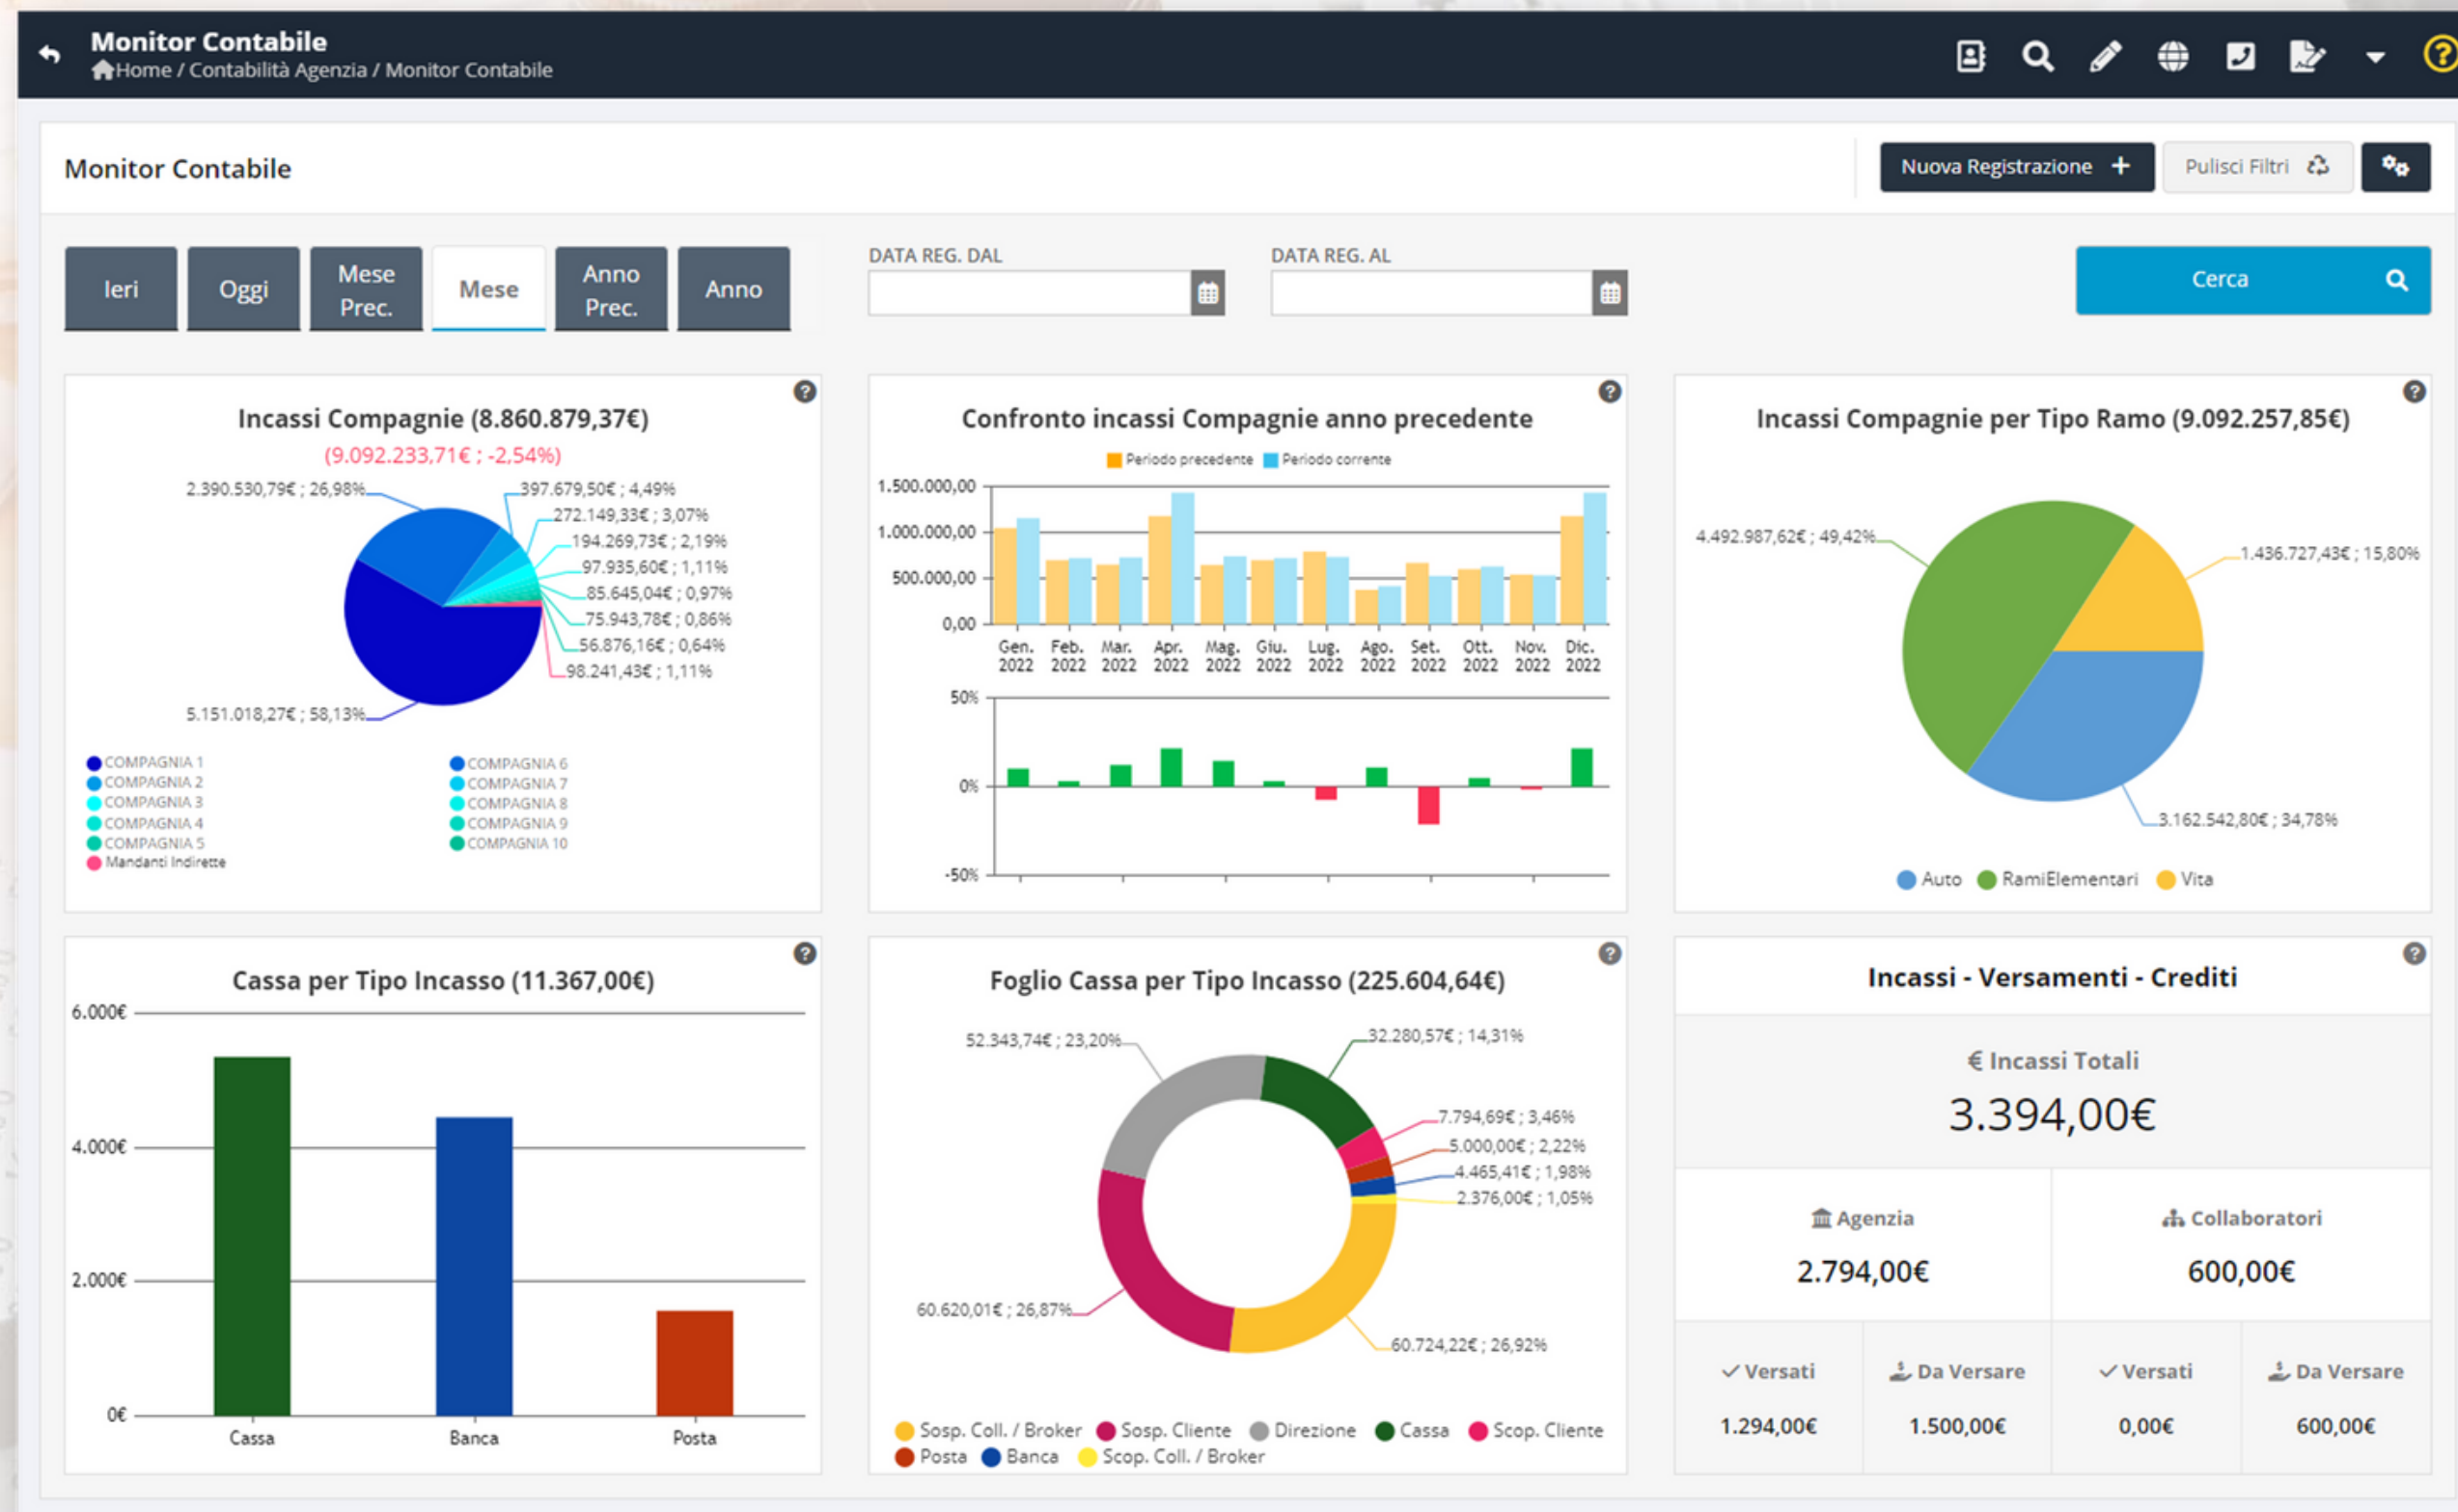 Monitor Contabile
Home / Contabilità Agenzia / Monitor Contabile
Monitor Contabile
Nuova Registrazione +
Pulisci Filtri
Ieri
Oggi
Mese Prec.
Mese
Anno Prec.
Anno
DATA REG. DAL
DATA REG. AL
Cerca
Incassi Compagnie (8.860.879,37€)
(9.092.233,71€ ; -2,54%)
2.390.530,79€ ; 26,98%
397.679,50€ ; 4,49%
272.149,33€ ; 3,07%
194.269,73€ ; 2,19%
97.935,60€ ; 1,11%
85.645,04€ ; 0,97%
75.943,78€ ; 0,86%
56.876,16€ ; 0,64%
98.241,43€ ; 1,11%
5.151.018,27€ ; 58,13%
COMPAGNIA 1
COMPAGNIA 6
COMPAGNIA 2
COMPAGNIA 7
COMPAGNIA 3
COMPAGNIA 8
COMPAGNIA 4
COMPAGNIA 9
COMPAGNIA 5
COMPAGNIA 10
Mandanti Indirette
Confronto incassi Compagnie anno precedente
Periodo precedente Periodo corrente
1.500.000,00
1.000.000,00
500.000,00
0,00
Gen. Feb. Mar. Apr. Mag. Giu. Lug. Ago. Set. Ott. Nov. Dic.
2022 2022 2022 2022 2022 2022 2022 2022 2022 2022 2022 2022
50%
0%
-50%
Incassi Compagnie per Tipo Ramo (9.092.257,85€)
4.492.987,62€ ; 49,42%
1.436.727,43€ ; 15,80%
3.162.542,80€ ; 34,78%
Auto RamiElementari Vita
Cassa per Tipo Incasso (11.367,00€)
6.000€
4.000€
2.000€
0€
Cassa Banca Posta
Foglio Cassa per Tipo Incasso (225.604,64€)
52.343,74€ ; 23,20%
32.280,57€ ; 14,31%
7.794,69€ ; 3,46%
5.000,00€ ; 2,22%
4.465,41€ ; 1,98%
2.376,00€ ; 1,05%
60.620,01€ ; 26,87%
60.724,22€ ; 26,92%
Sosp. Coll. / Broker Sosp. Cliente Direzione Cassa Scop. Cliente
Posta Banca Scop. Coll. / Broker
Incassi - Versamenti - Crediti
€ Incassi Totali
3.394,00€
Agenzia
Collaboratori
2.794,00€
600,00€
Versati
Da Versare
Versati
Da Versare
1.294,00€
1.500,00€
0,00€
600,00€